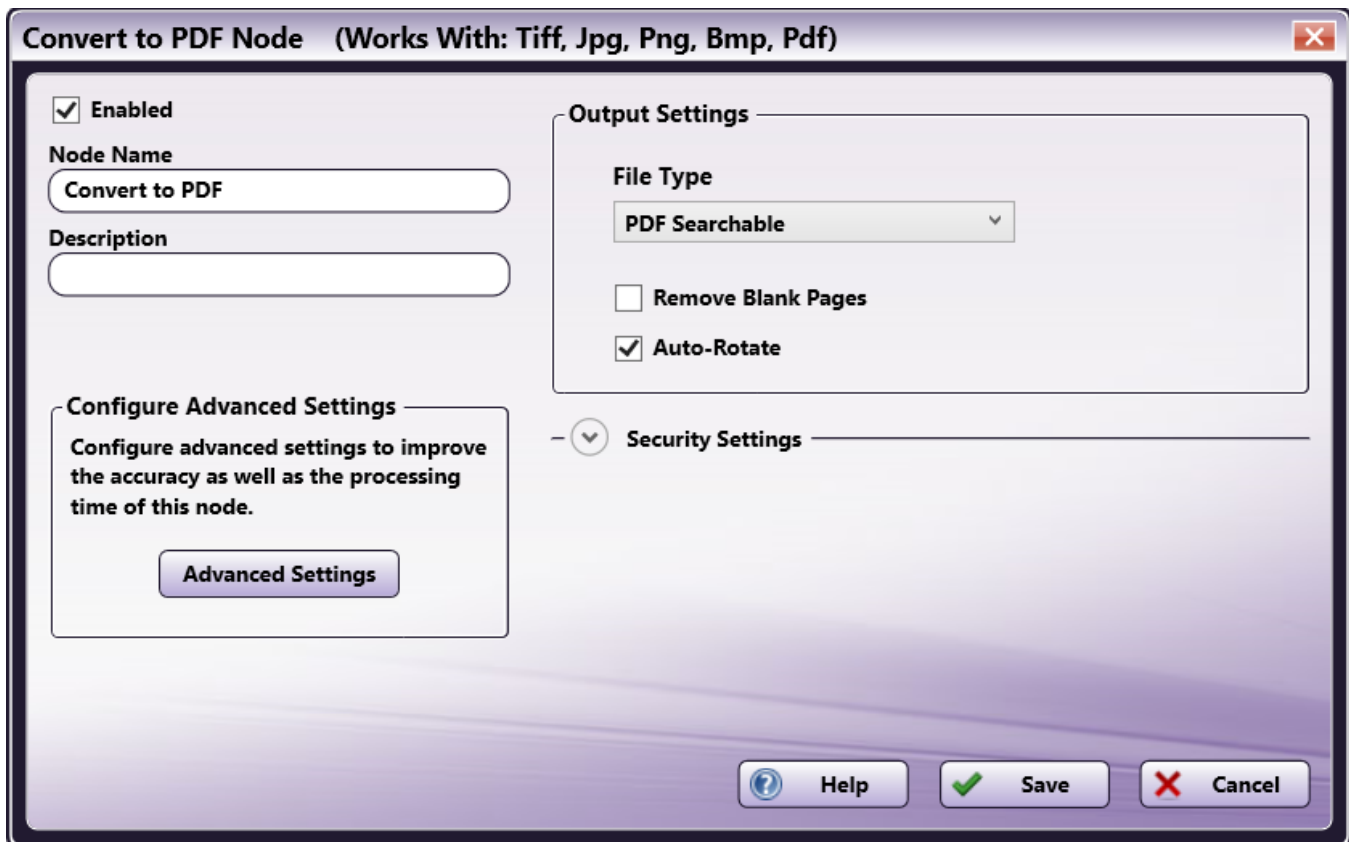 Convert to PDF Node (Works With: Tiff, Jpg, Png, Bmp, Pdf)
Enabled
Node Name
Convert to PDF
Description
Configure Advanced Settings
Configure advanced settings to improve
the accuracy as well as the processing
time of this node.
Advanced Settings
Output Settings
File Type
PDF Searchable
Remove Blank Pages
Auto-Rotate
Security Settings
Help
Save
Cancel